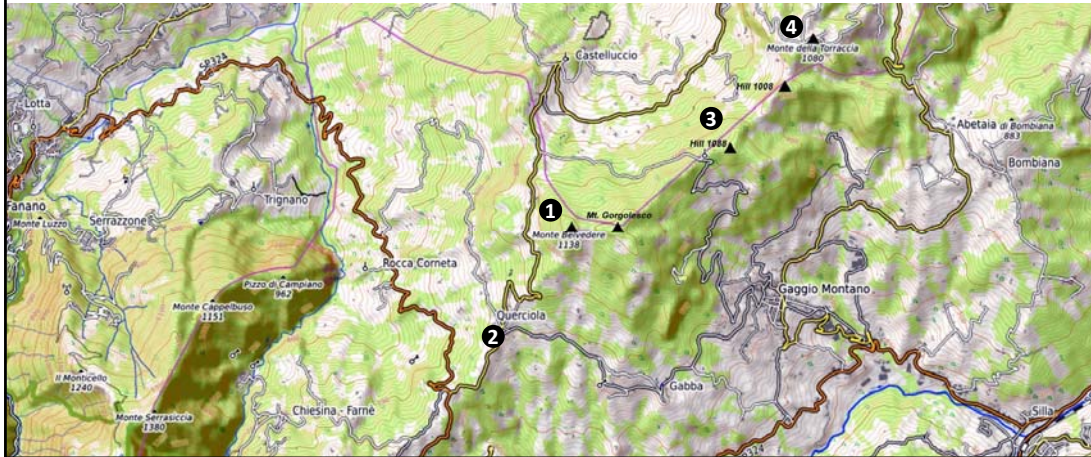 4
Monte della Torraccia
1080
SP324
Castelluccio
Hill 1008
Lotta
3
Abetaia
di Bombiana
883
Hill 1088
Bombiana
Fanano
Serrazzone
Trignano
1
Mt. Gorgolesco
Monte Luzzo
Monte Belvedere
1138
Rocca Corneta
Pizzo di Campiano
962
Gaggio Montano
Monte Cappelbuso
1151
2
Querciola
Il Monticello
1240
Gabba
Chiesina - Farnè
Monte Serrasiccia
1380
Silla
SP324